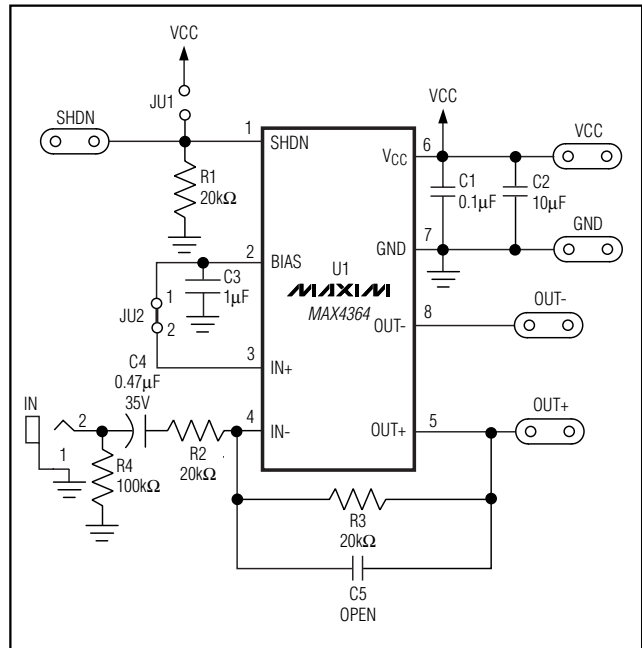 VCC
JU1
SHDN
1
SHDN
R1
20kΩ
2
BIAS
C3
1µF
1
JU2
2
3
IN+
C4
0.47µF
35V
IN
2
1
R4
100kΩ
R2
20kΩ
4
IN-
U1
MAXIM
MAX4364
VCC
6
VCC
C1
0.1µF
C2
10µF
VCC
7
GND
GND
8
OUT-
OUT-
5
OUT+
OUT+
R3
20kΩ
C5
OPEN